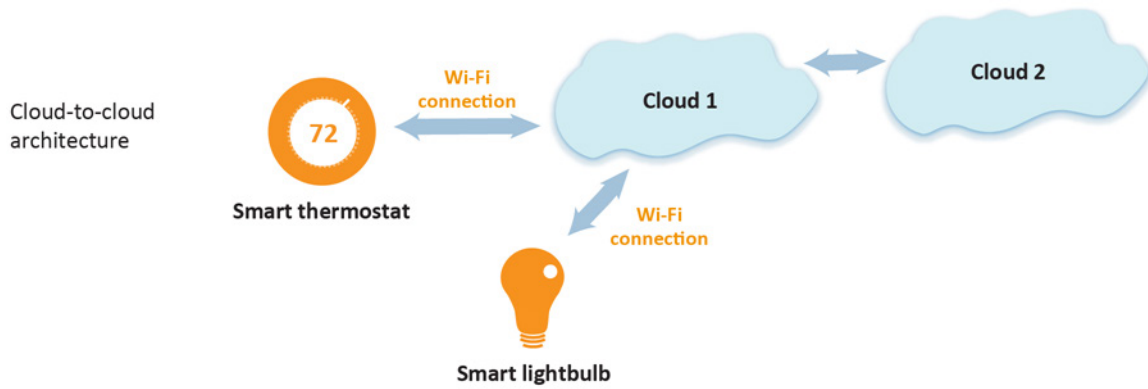 Cloud-to-cloud
architecture
72
Smart thermostat
Wi-Fi
connection
Cloud 1
Cloud 2
Wi-Fi
connection
Smart lightbulb